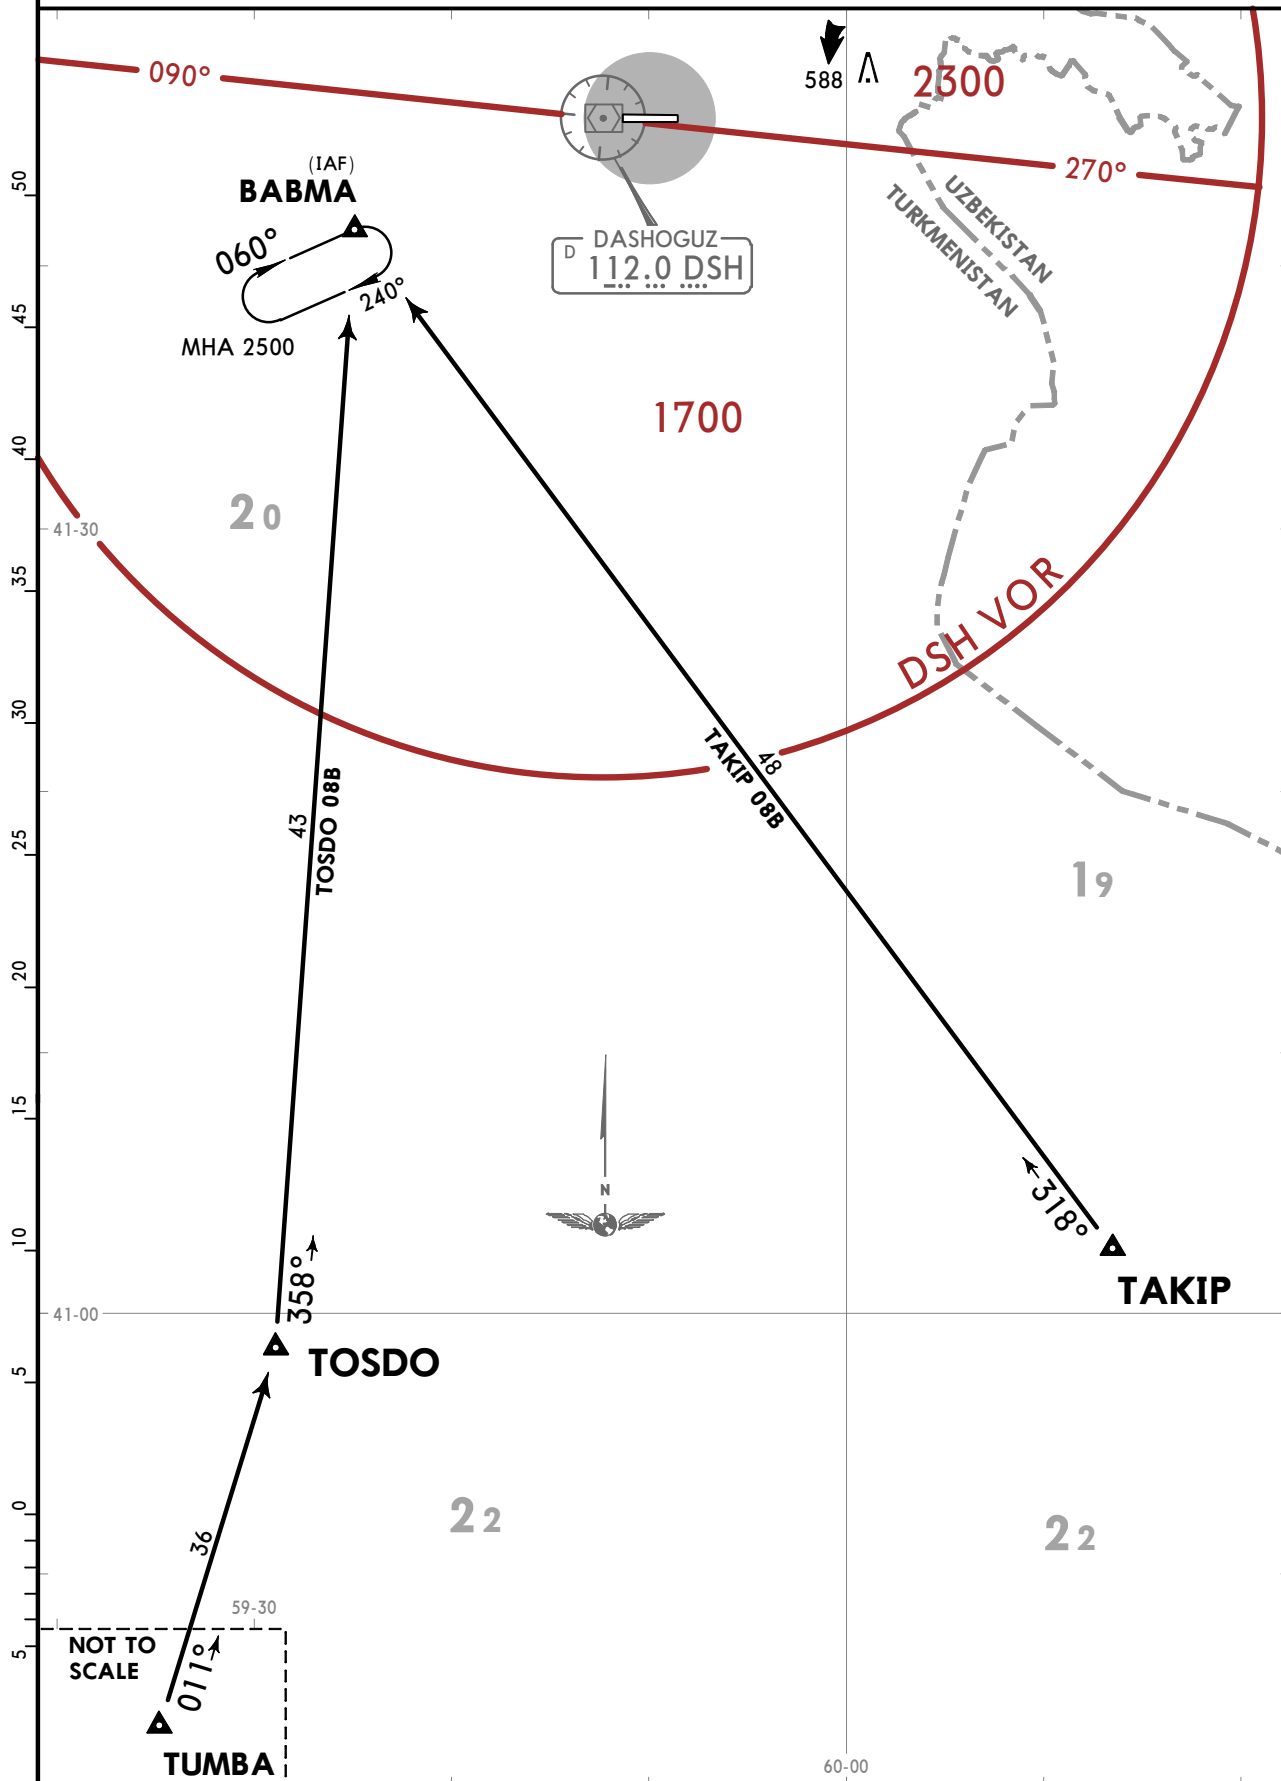 090°
588
2300
270°
(IAF)
BABMA
060°
240°
MHA 2500
DASHOGUZ
D
112.0 DSH
UZBEKISTAN
TURKMENISTAN
1700
50
45
40
35
30
25
20
15
10
5
0
5
20
41-30
DSH VOR
TAKIP 08B
48
43
TOSDO 08B
19
N
318°
TAKIP
358°
41-00
TOSDO
22
22
36
59-30
NOT TO
SCALE
011°
TUMBA
60-00